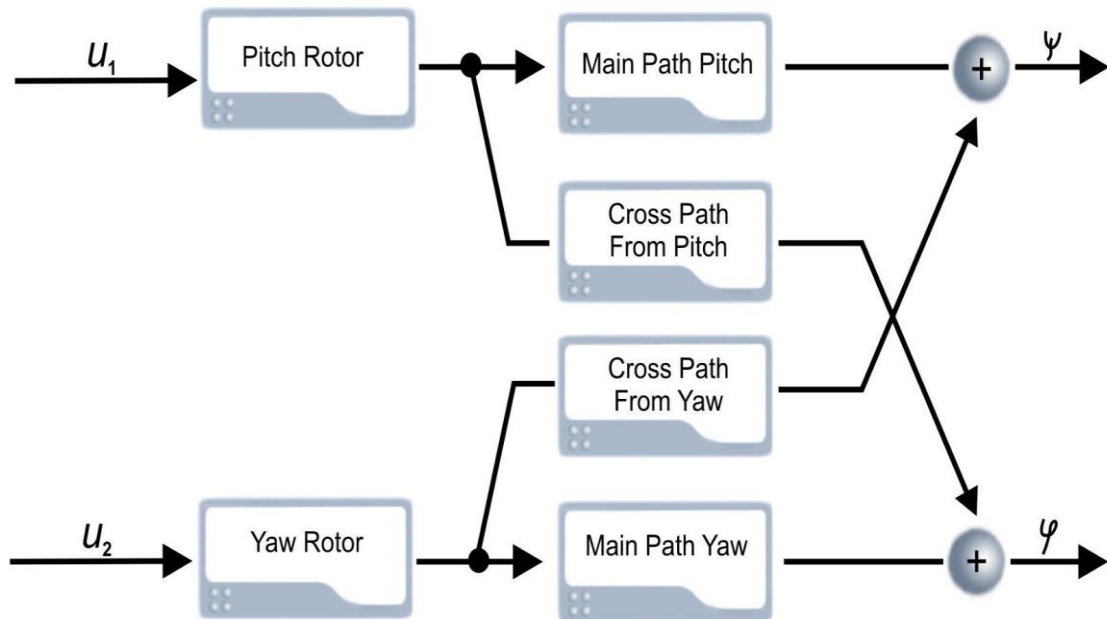 u1
Pitch Rotor
Main Path Pitch
+
ψ
Cross Path
From Pitch
Cross Path
From Yaw
u2
Yaw Rotor
Main Path Yaw
+
φ